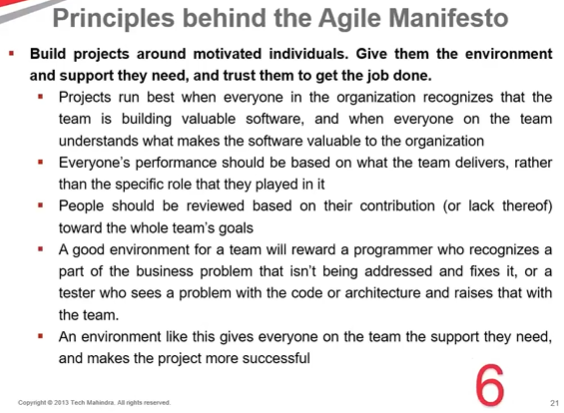 Principles behind the Agile Manifesto
Build projects around motivated individuals. Give them the environment
and support they need, and trust them to get the job done.
Projects run best when everyone in the organization recognizes that the
team is building valuable software, and when everyone on the team
understands what makes the software valuable to the organization
Everyone's performance should be based on what the team delivers, rather
than the specific role that they played in it
People should be reviewed based on their contribution (or lack thereof)
toward the whole team's goals
A good environment for a team will reward a programmer who recognizes a
part of the business problem that isn't being addressed and fixes it, or a
tester who sees a problem with the code or architecture and raises that with
the team.
An environment like this gives everyone on the team the support they need,
and makes the project more successful
6
Copyright © 2013 Tech Mahindra. All rights reserved.
21